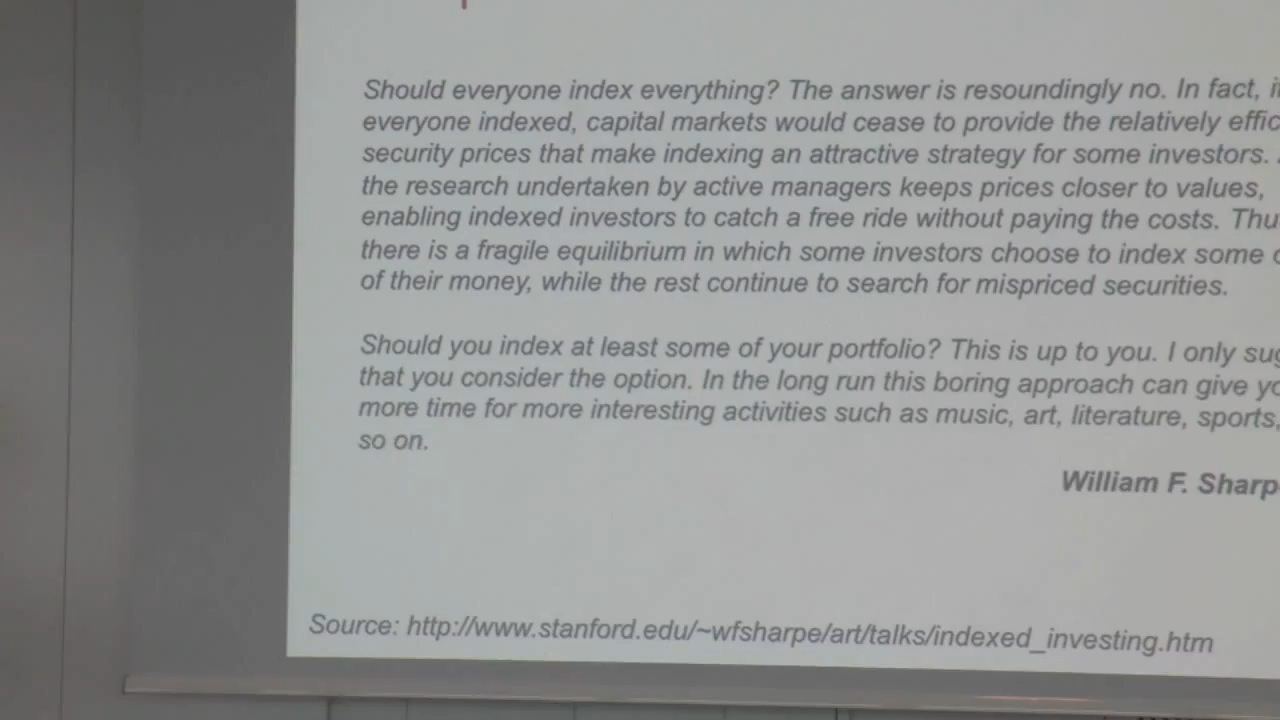 Should everyone index everything? The answer is resoundingly no. In fact,
everyone indexed, capital markets would cease to provide the relatively
security prices that make indexing an attractive strategy for some investors.
the research undertaken by active managers keeps prices closer to values,
enabling indexed investors to catch a free ride without paying the costs.
there is a fragile equilibrium in which some investors choose to index some
of their money, while the rest continue to search for mispriced securities.
Should you index at least some of your portfolio? This is up to you. I only
that you consider the option. In the long run this boring approach can give
more time for more interesting activities such as music, art, literature, sports,
so on.
William F.
Source: http://www.stanford.edu/~wfsharpe/art/talks/indexed_investing.htm